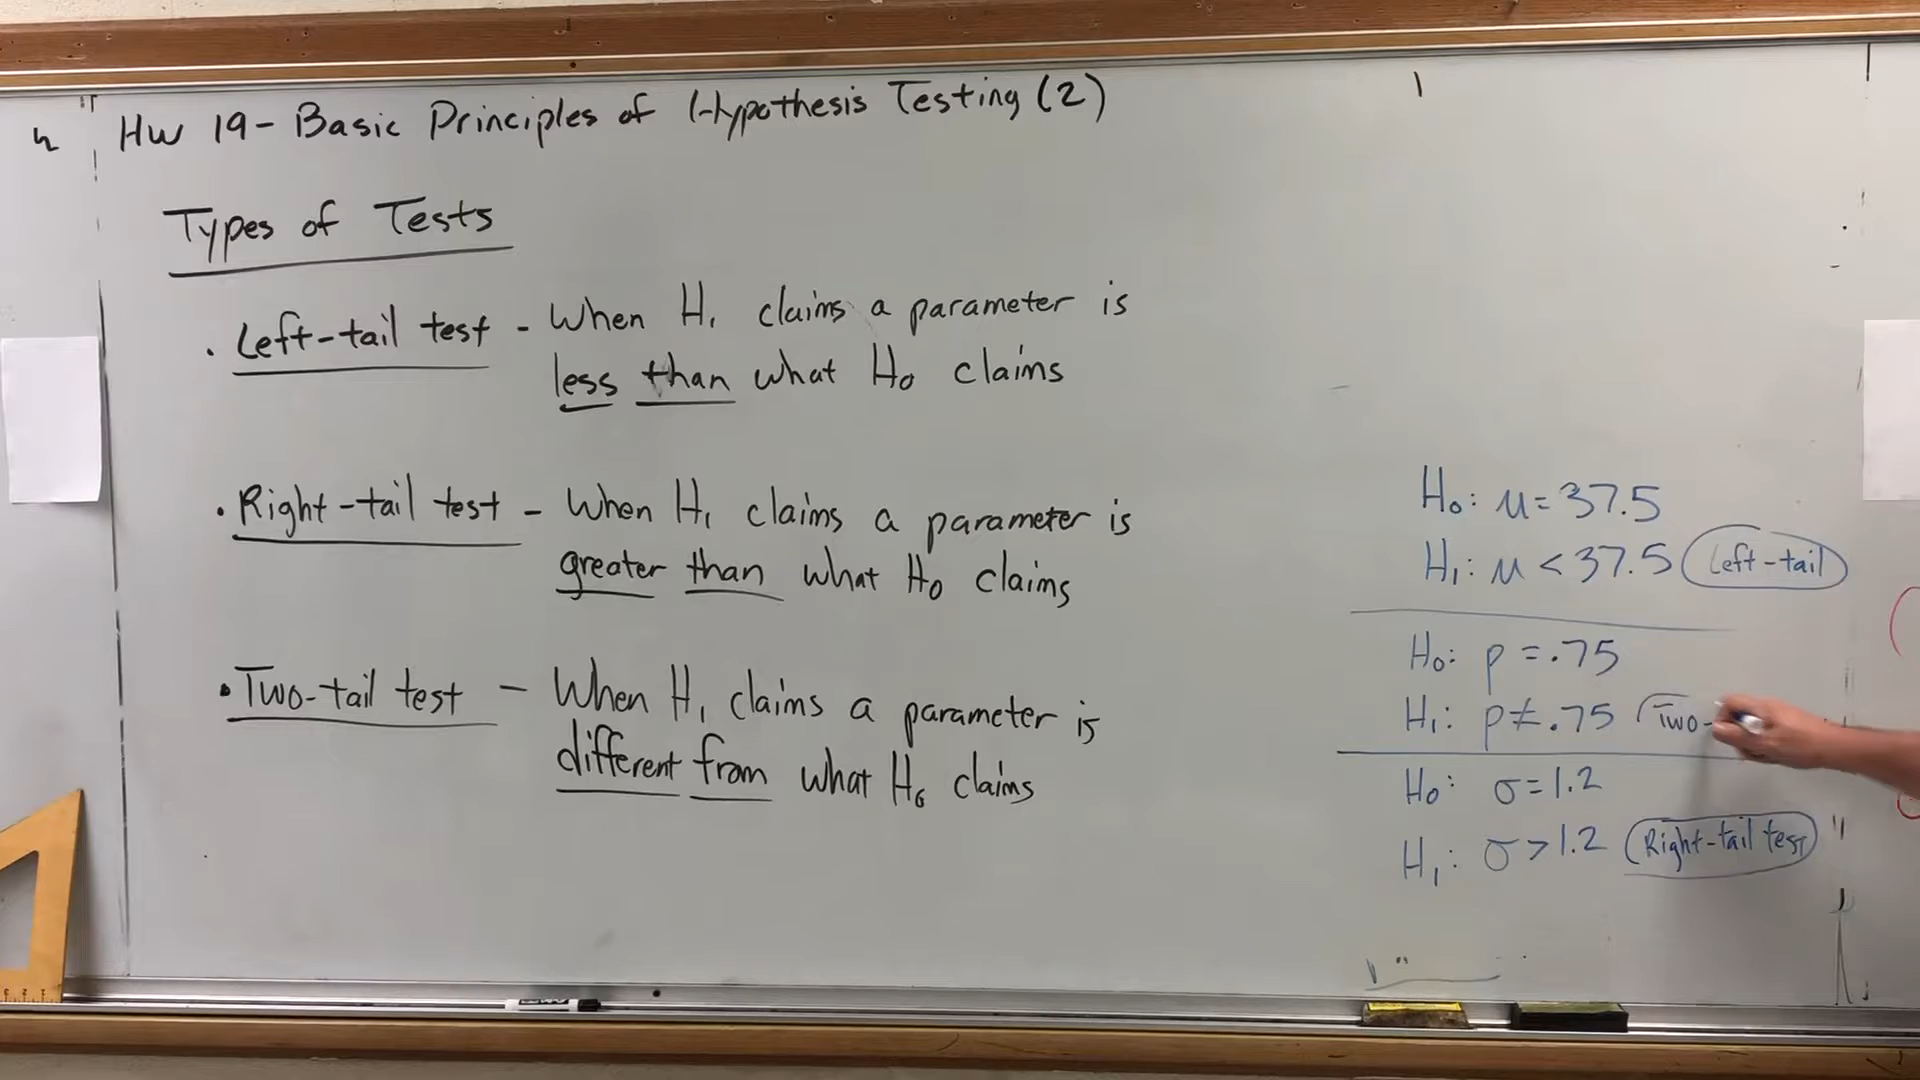 HW 19 - Basic Principles of Hypothesis Testing (2)
Types of Tests
• Left-tail test - When H₁ claims a parameter is
less than what H₀ claims
• Right-tail test - When H₁ claims a parameter is
greater than what H₀ claims
• Two-tail test - When H₁ claims a parameter is
different from what H₀ claims
H₀: μ = 37.5
H₁: μ < 37.5 Left-tail
H₀: p = .75
H₁: p ≠ .75 Two-
H₀: σ = 1.2
H₁: σ > 1.2 Right-tail test